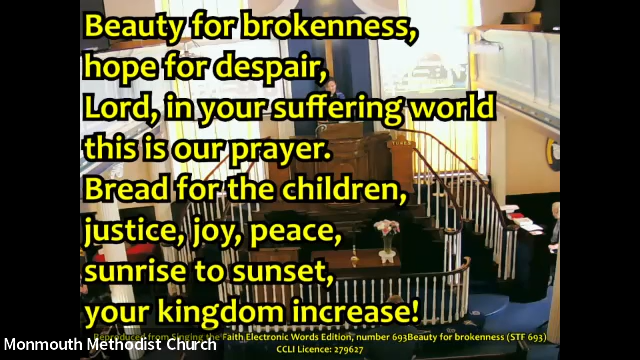 Beauty for brokenness,
hope for despair,
Lord, in your suffering world
this is our prayer.
Bread for the children,
justice, joy, peace,
sunrise to sunset,
your kingdom increase!
Reproduced from Singing the Faith Electronic Words Edition, number 693Beauty for brokenness (STF 693)
CCLI Licence: 279627
Monmouth Methodist Church